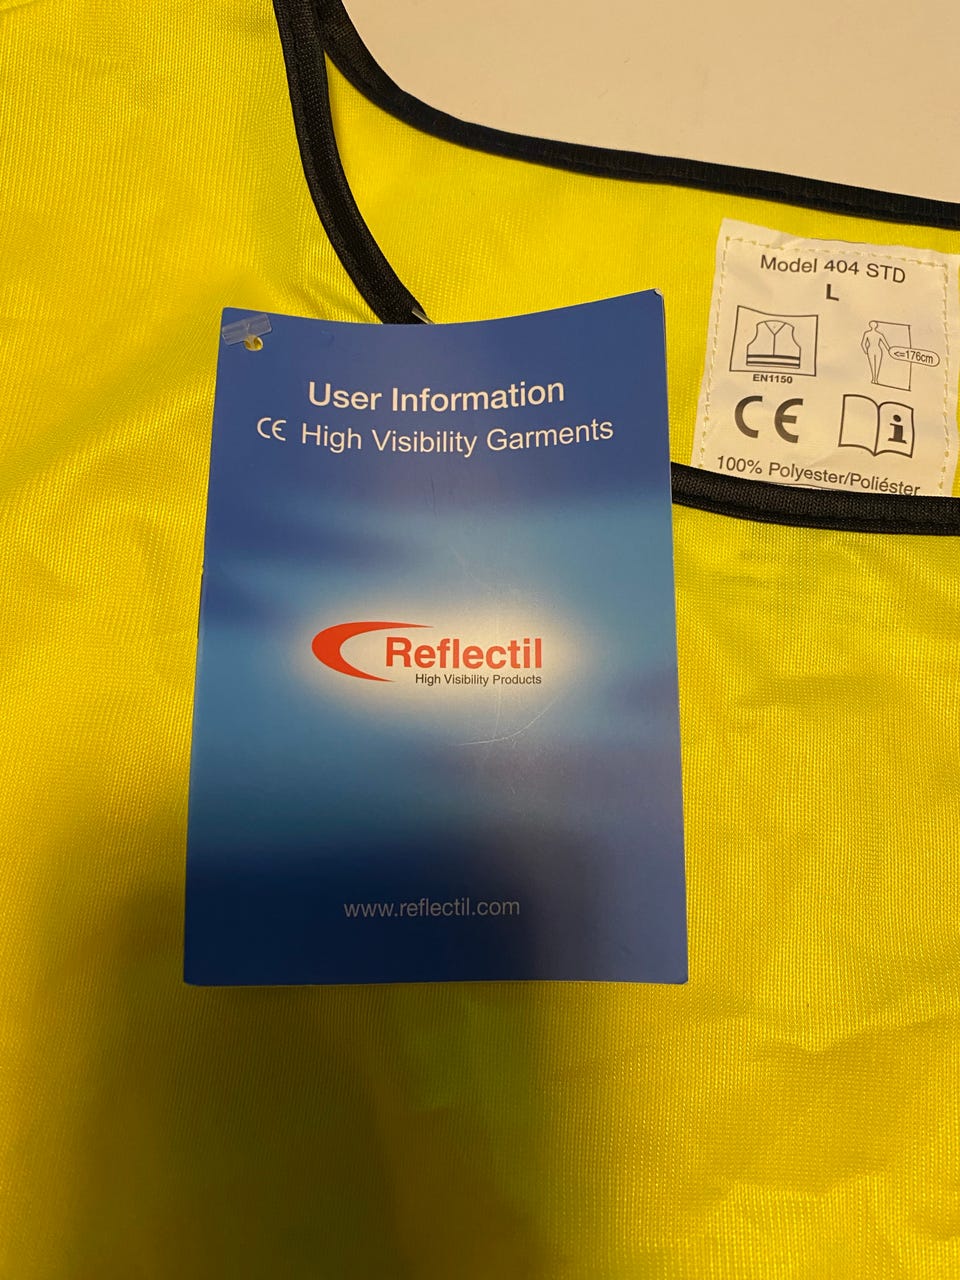 User Information
CE High Visibility Garments
Reflectil
High Visibility Products
www.reflectil.com
Model 404 STD
L
<=176cm
EN1150
CE
i
100% Polyester/Poliéster